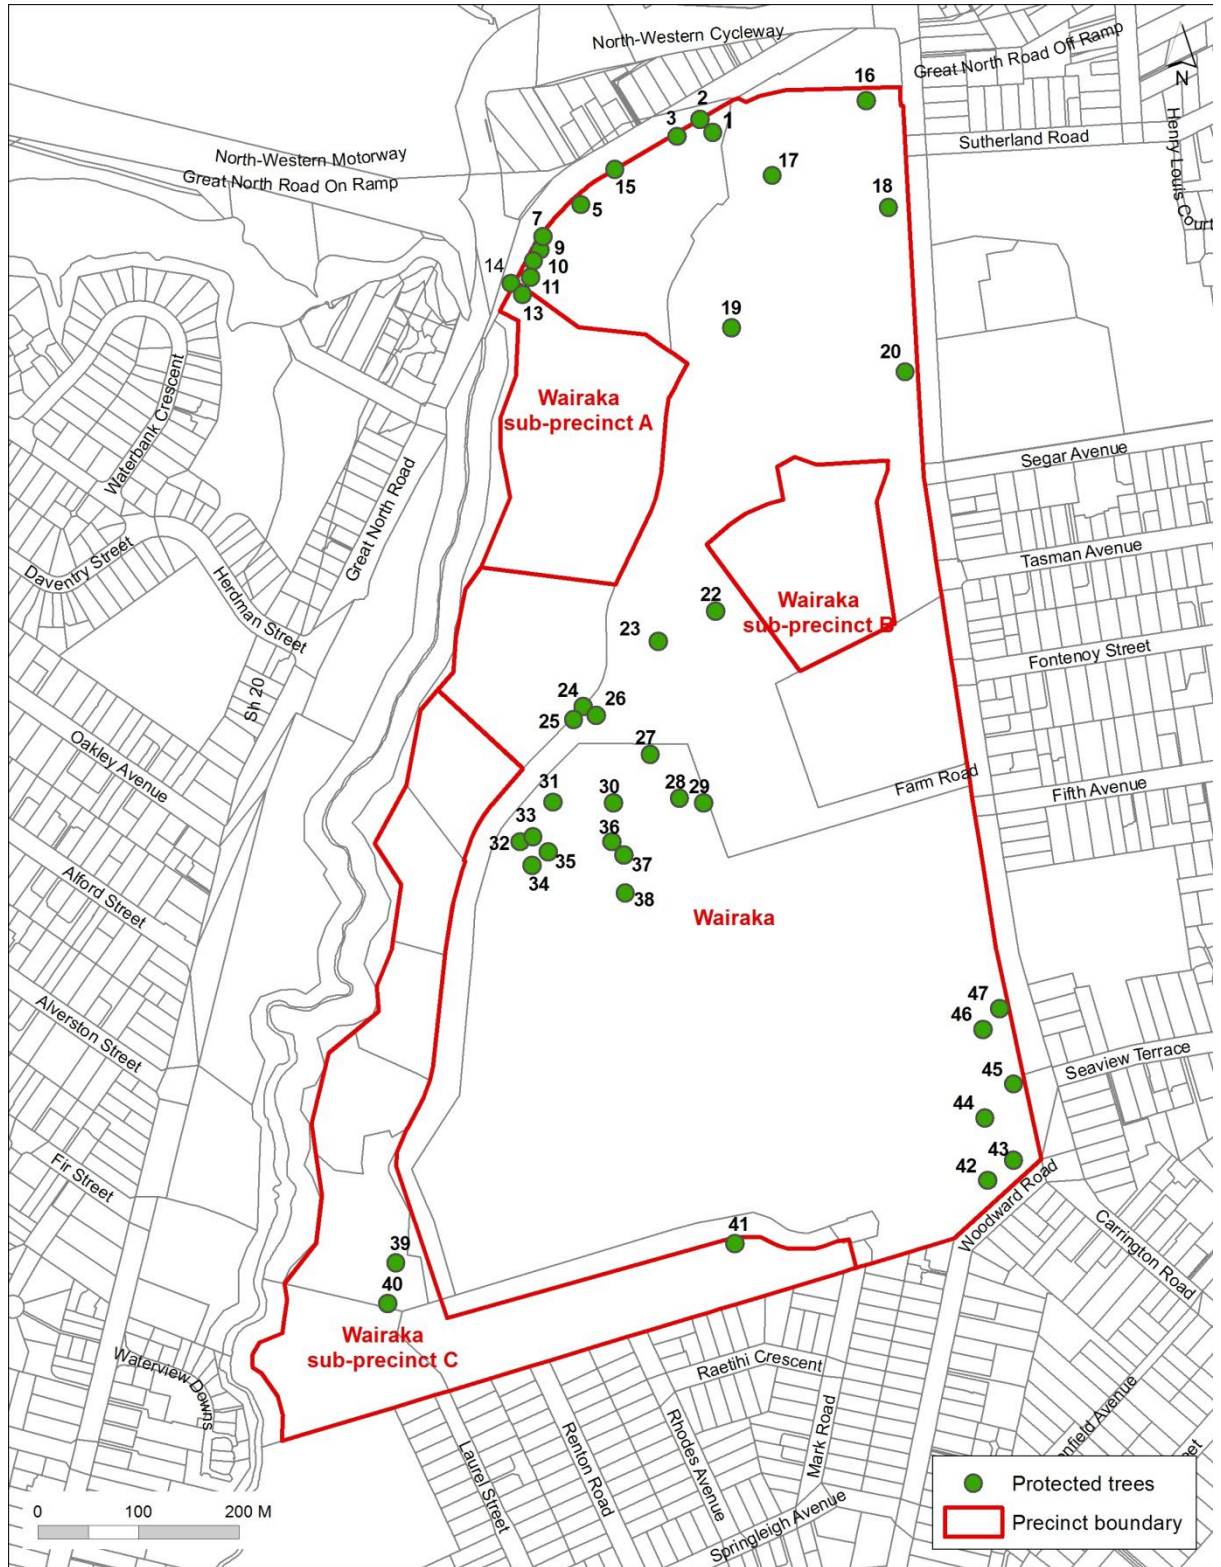 North-Western Cycleway
Great North Road Off Ramp
N
16
2
3
1
Sutherland Road
Henry Louis Court
North-Western Motorway
Great North Road On Ramp
15
17
5
18
7
9
14
10
11
13
19
20
Waterbank Crescent
Wairaka
sub-precinct A
Great North Road
Segar Avenue
Daventry Street
Herdman Street
Tasman Avenue
22
Wairaka
sub-precinct B
23
Fontenoy Street
Sh 20
24
26
25
Oakley Avenue
27
Farm Road
Fifth Avenue
31
30
28
29
33
32
36
35
37
34
38
Alford Street
Wairaka
47
46
Alverston Street
Seaview Terrace
45
44
43
42
Fir Street
Woodward Road
Carrington Road
41
39
40
Wairaka
sub-precinct C
Waterview Downs
Raetihi Crescent
Mark Road
Rhodes Avenue
Renton Road
Laurel Street
Springleigh Avenue
Protected trees
Precinct boundary
0 100 200 M